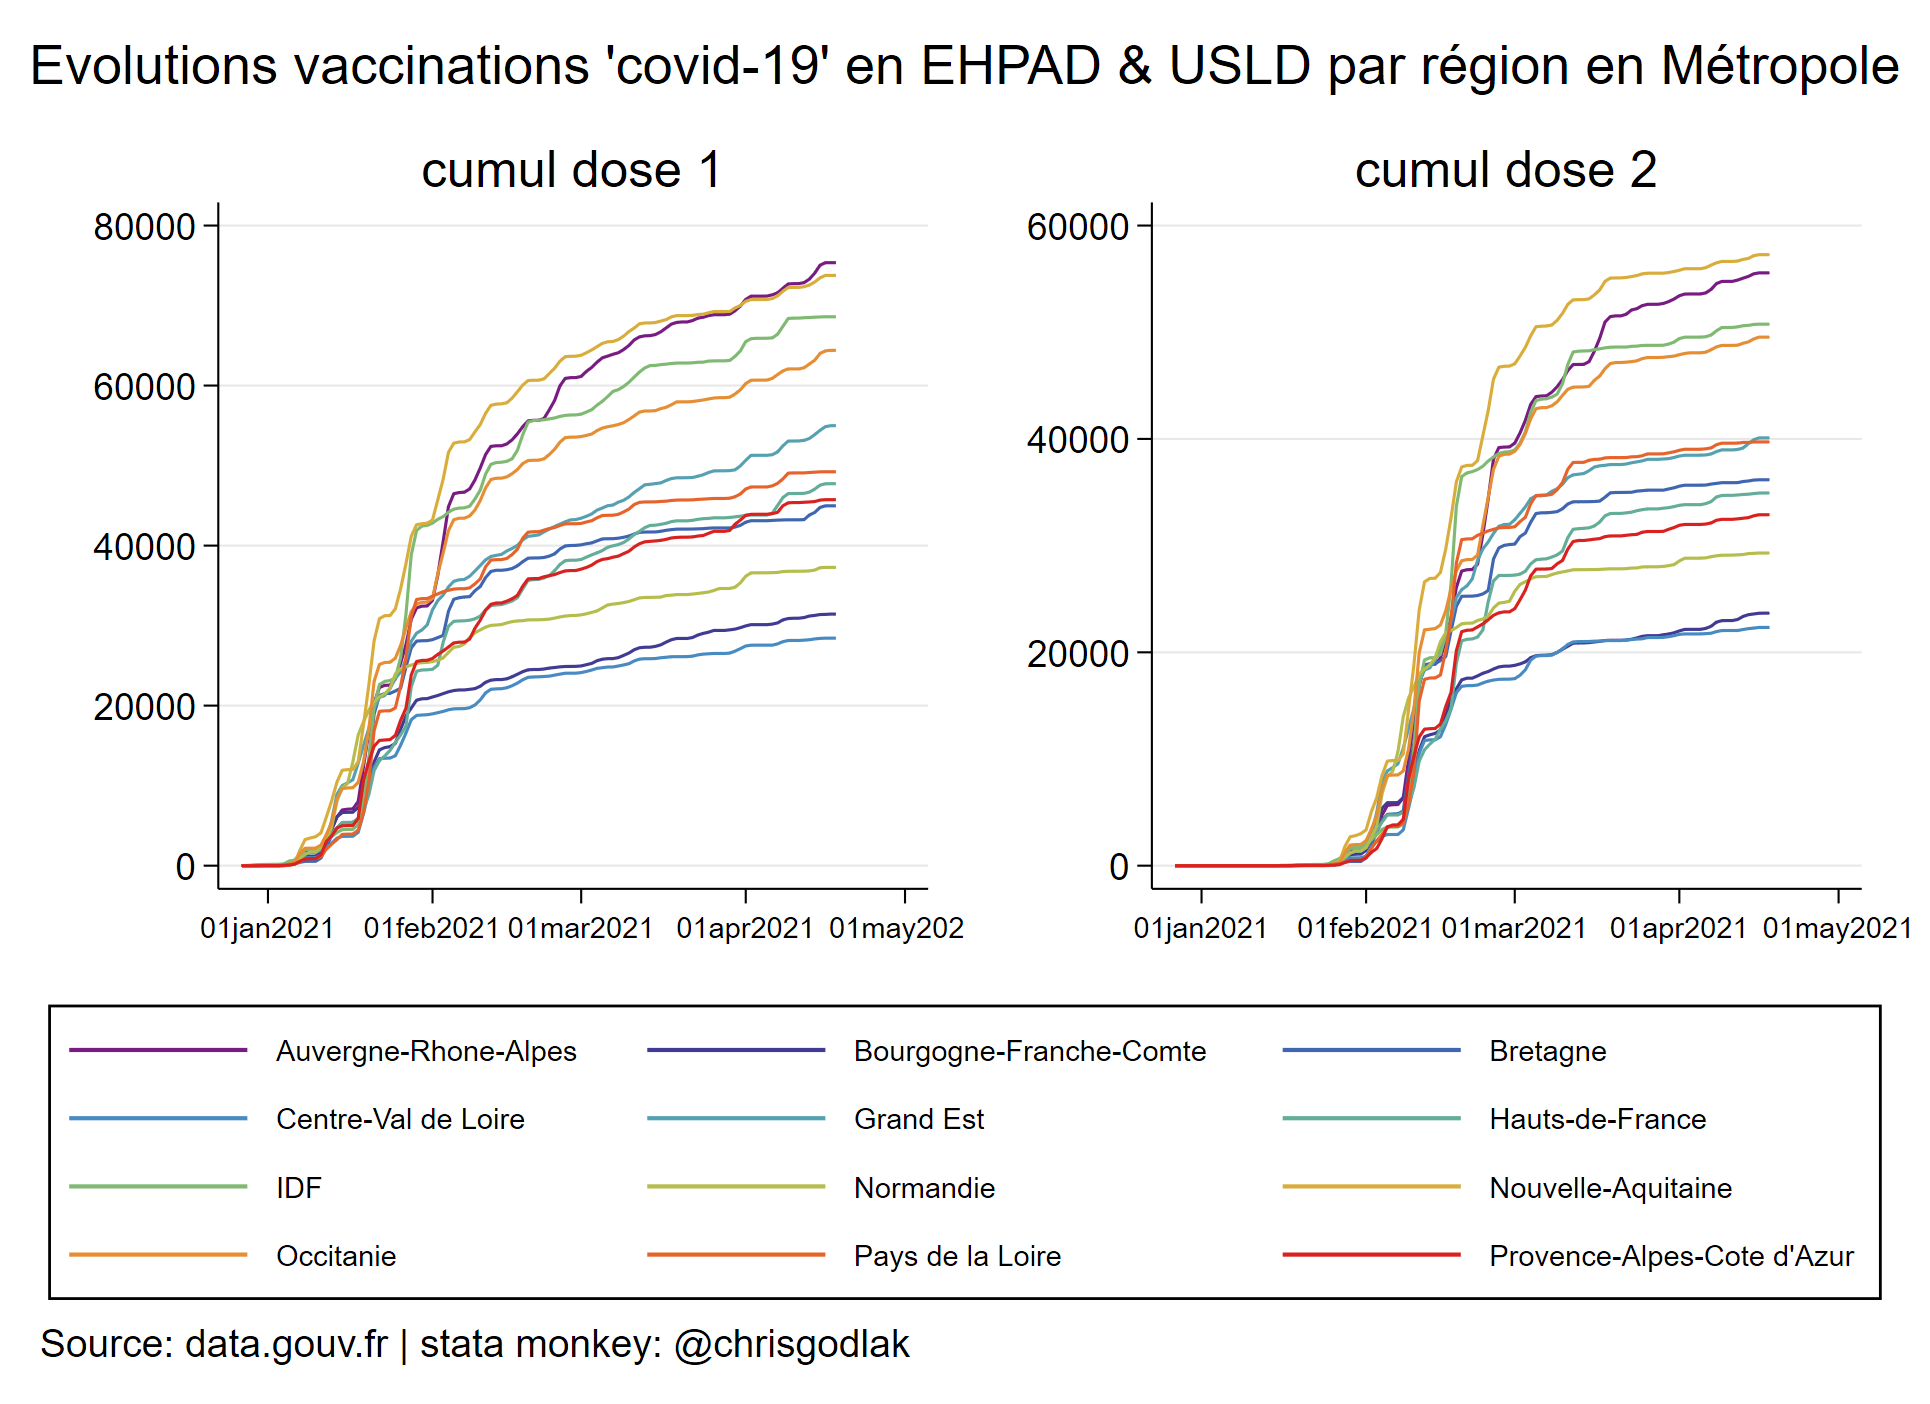 Evolutions vaccinations 'covid-19' en EHPAD & USLD par région en Métropole
cumul dose 1
80000
60000
40000
20000
0
01jan2021 01feb2021 01mar2021 01apr2021 01may202
cumul dose 2
60000
40000
20000
0
01jan2021 01feb2021 01mar2021 01apr2021 01may2021
Auvergne-Rhone-Alpes Bourgogne-Franche-Comte Bretagne
Centre-Val de Loire Grand Est Hauts-de-France
IDF Normandie Nouvelle-Aquitaine
Occitanie Pays de la Loire Provence-Alpes-Cote d'Azur
Source: data.gouv.fr | stata monkey: @chrisgodlak